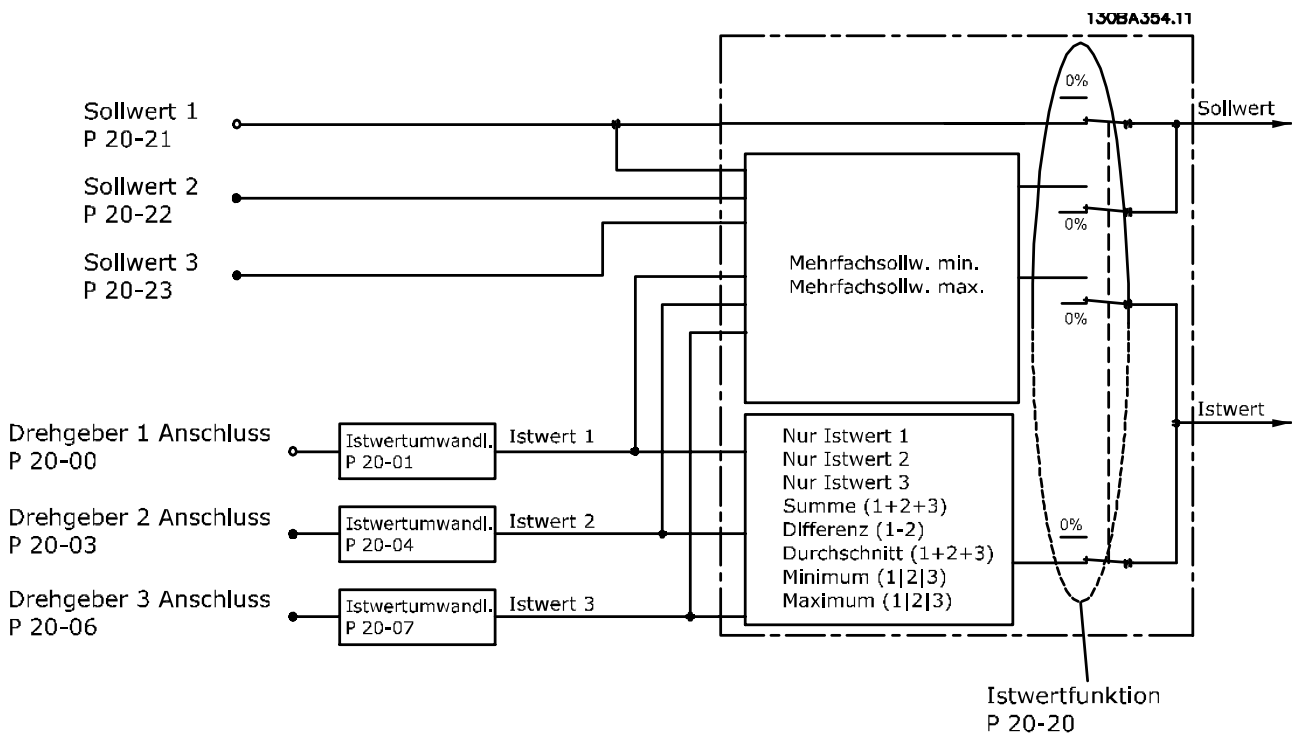 130BA354.11
0%
Sollwert 1
P 20-21
Sollwert
Sollwert 2
P 20-22
0%
Sollwert 3
P 20-23
Mehrfachsollw. min.
Mehrfachsollw. max.
0%
Istwert
Drehgeber 1 Anschluss
P 20-00
Istwertumwandl.
P 20-01
Istwert 1
Drehgeber 2 Anschluss
P 20-03
Istwertumwandl.
P 20-04
Istwert 2
Drehgeber 3 Anschluss
P 20-06
Istwertumwandl.
P 20-07
Istwert 3
Nur Istwert 1
Nur Istwert 2
Nur Istwert 3
Summe (1+2+3)
Differenz (1-2)
Durchschnitt (1+2+3)
Minimum (1|2|3)
Maximum (1|2|3)
0%
Istwertfunktion
P 20-20